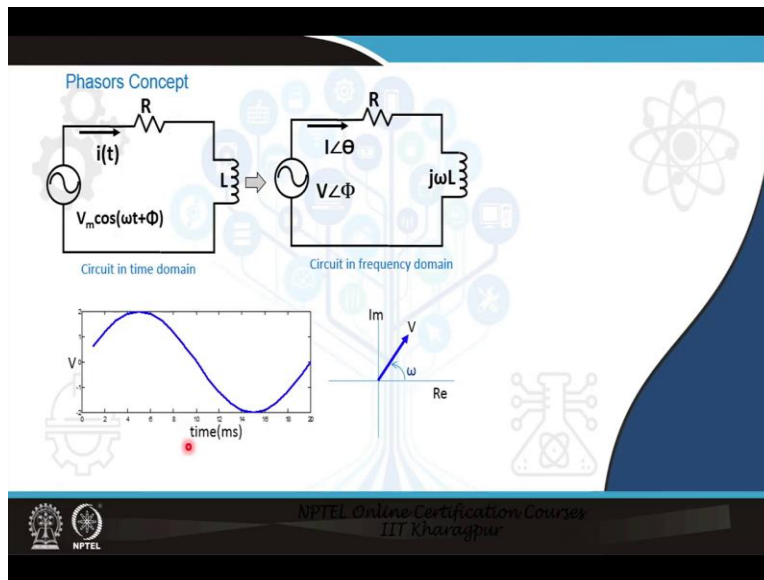 Phasors Concept
R
i(t)
L
V_mcos(ωt+Φ)
Circuit in time domain
R
I∠Θ
V∠Φ
jωL
Circuit in frequency domain
2
1
V 0
-1
-2
0 2 4 6 8 10 12 14 16 18 20
time(ms)
Im
V
ω
Re
NPTEL
NPTEL Online Certification Courses
IIT Kharagpur